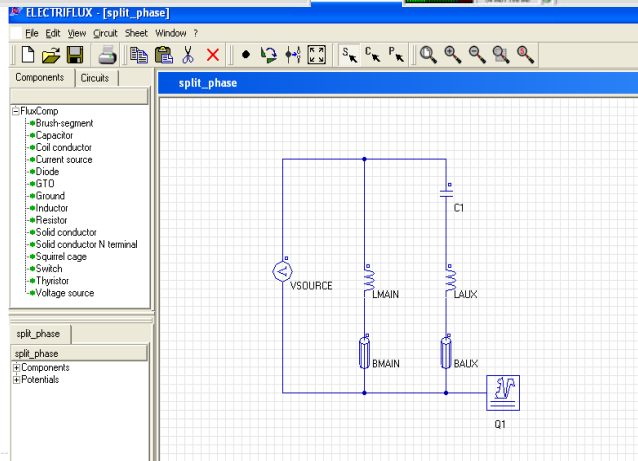 ELECTRIFLUX - [split_phase]
File Edit View Circuit Sheet Window ?
S C P
Components Circuits
split_phase
FluxComp
Brush-segment
Capacitor
Coil conductor
Current source
Diode
GTO
Ground
Inductor
Resistor
Solid conductor
Solid conductor N terminal
Squirrel cage
Switch
Thyristor
Voltage source
C1
VSOURCE
LMAIN
LAUX
BMAIN
BAUX
Q1
split_phase
split_phase
Components
Potentials